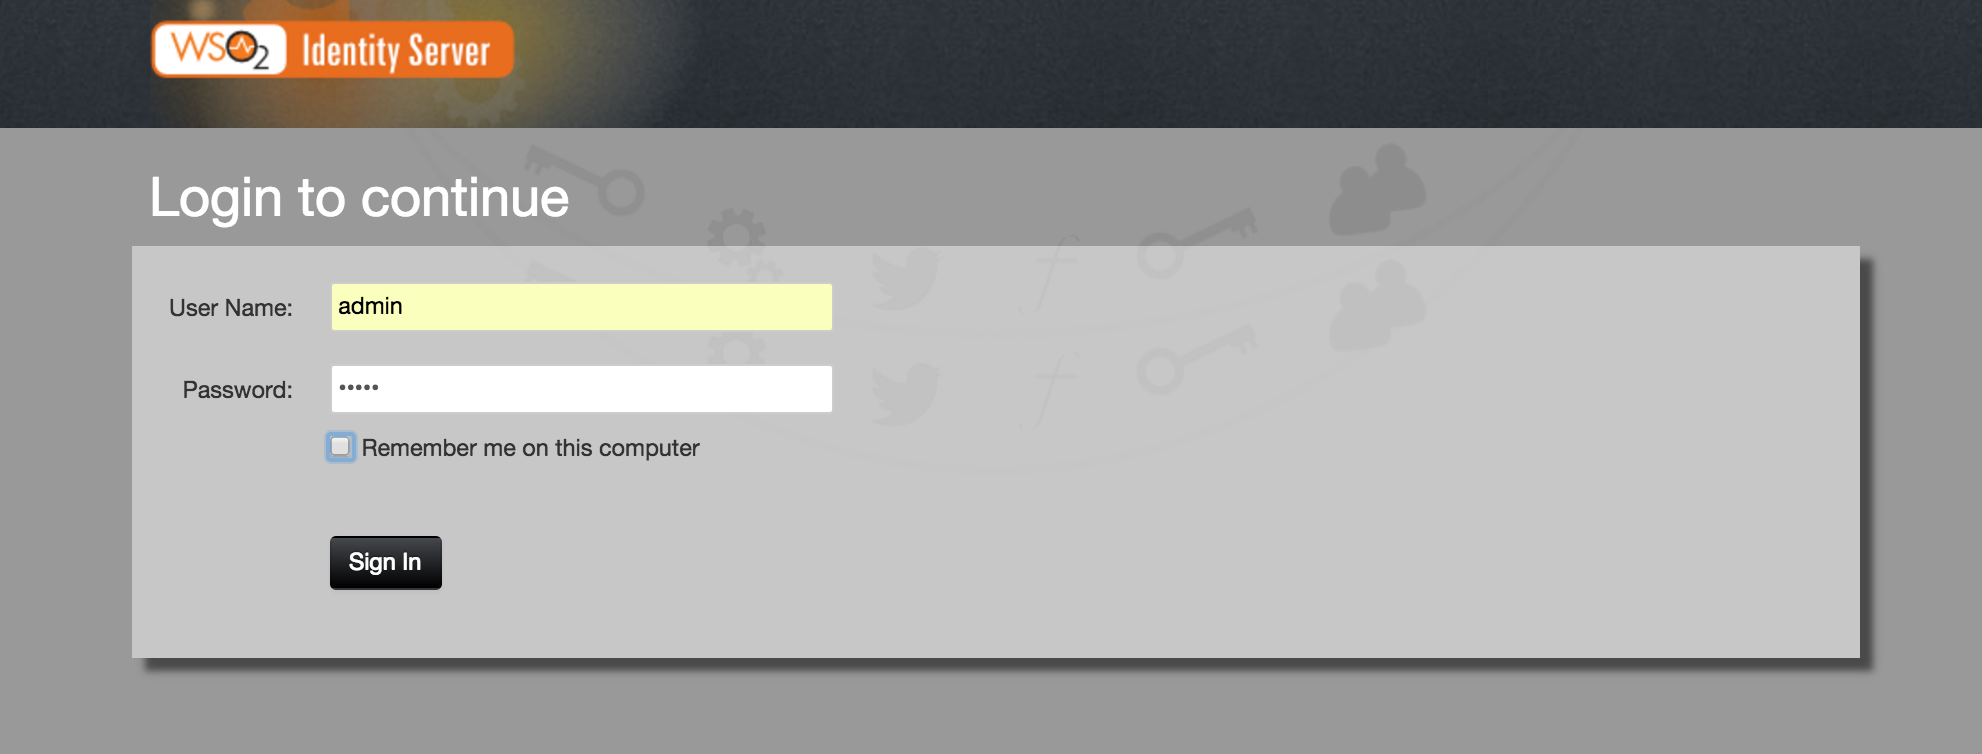 WSO2 Identity Server
Login to continue
User Name: admin
Password: •••••
Remember me on this computer
Sign In